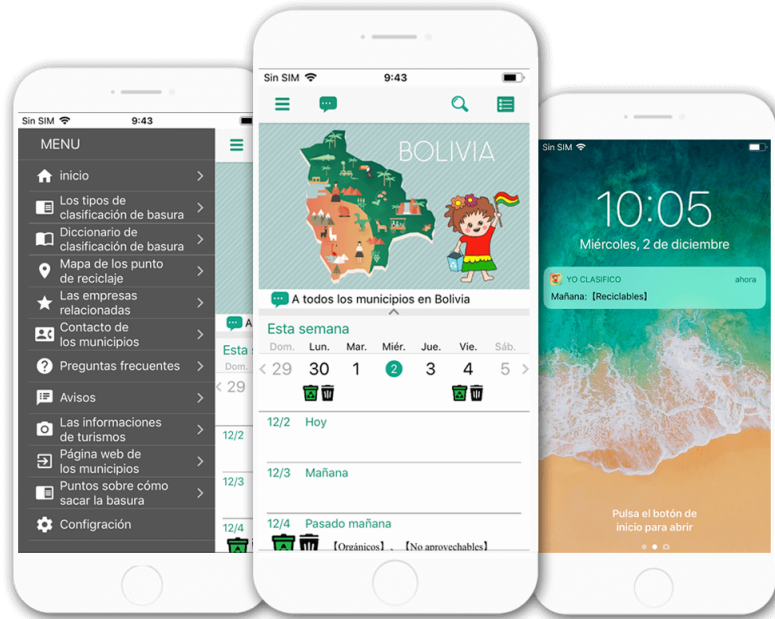 Sin SIM 9:43
MENU
inicio
Los tipos de
clasificación de basura
Diccionario de
clasificación de basura
Mapa de los punto
de reciclaje
Las empresas
relacionadas
Contacto de
los municipios
Preguntas frecuentes
Avisos
Las informaciones
de turismos
Página web de
los municipios
Puntos sobre cómo
sacar la basura
Configración
A
Esta
Dom.
29
12/2
12/3
12/4
Sin SIM 9:43
BOLIVIA
A todos los municipios en Bolivia
Esta semana
Dom. Lun. Mar. Miér. Jue. Vie. Sáb.
29 30 1 2 3 4 5
12/2 Hoy
12/3 Mañana
12/4 Pasado mañana
【Orgánicos】, 【No aprovechables】
Sin SIM
10:05
Miércoles, 2 de diciembre
YO CLASIFICO ahora
Mañana:【Reciclables】
Pulsa el botón de
inicio para abrir